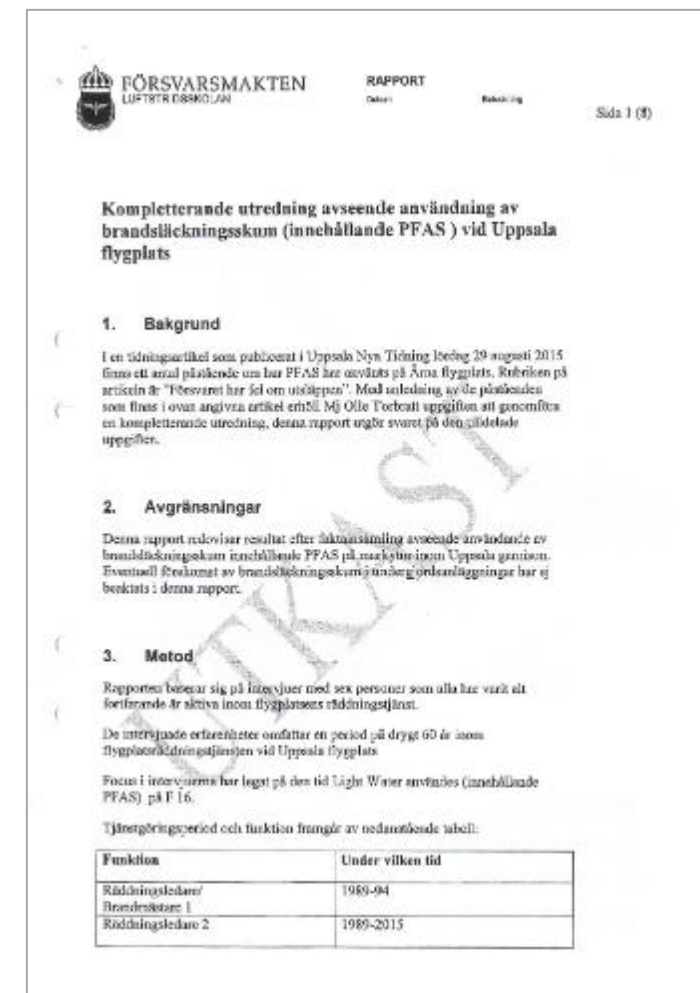 FÖRSVARSMAKTEN
LUFTSTRIDSSKOLAN
RAPPORT
Datum
Beteckning
Sida 1 (8)
Kompletterande utredning avseende användning av
brandsläckningsskum (innehållande PFAS ) vid Uppsala
flygplats
1. Bakgrund
I en tidningsartikel som publicerat i Uppsala Nya Tidning lördag 29 augusti 2015
finns ett antal påstående om hur PFAS har använts på Ärna flygplats. Rubriken på
artikeln är "Försvaret har fel om utsläppen". Med anledning av de påståenden
som finns i ovan angivna artikel erhöll Mj Olle uppgiften att genomföra
en kompletterande utredning, denna rapport utgör svaret på den tilldelade
uppgiften.
2. Avgränsningar
Denna rapport redovisar resultat efter faktainsamling avseende användande av
brandsläckningsskum innehållande PFAS på markytor inom Uppsala garnison.
Eventuell förekomst av brandsläckningsskum i undergjordsanläggningar har ej
beaktats i denna rapport.
3. Metod
Rapporten baserar sig på intervjuer med sex personer som alla har varit alt
fortfarande är aktiva inom flygplatsens räddningstjänst.
De intervjuade erfarenheter omfattar en period på drygt 60 år inom
flygplatsräddningstjänsten vid Uppsala flygplats
Focus i intervjuerna har legat på den tid Light Water användes (innehållande
PFAS) på F 16.
Tjänstgöringsperiod och funktion framgår av nedanstående tabell:
Funktion Under vilken tid
Räddningsledare/ 1989-94
Brandmästare 1
Räddningsledare 2 1989-2015
UTKAST